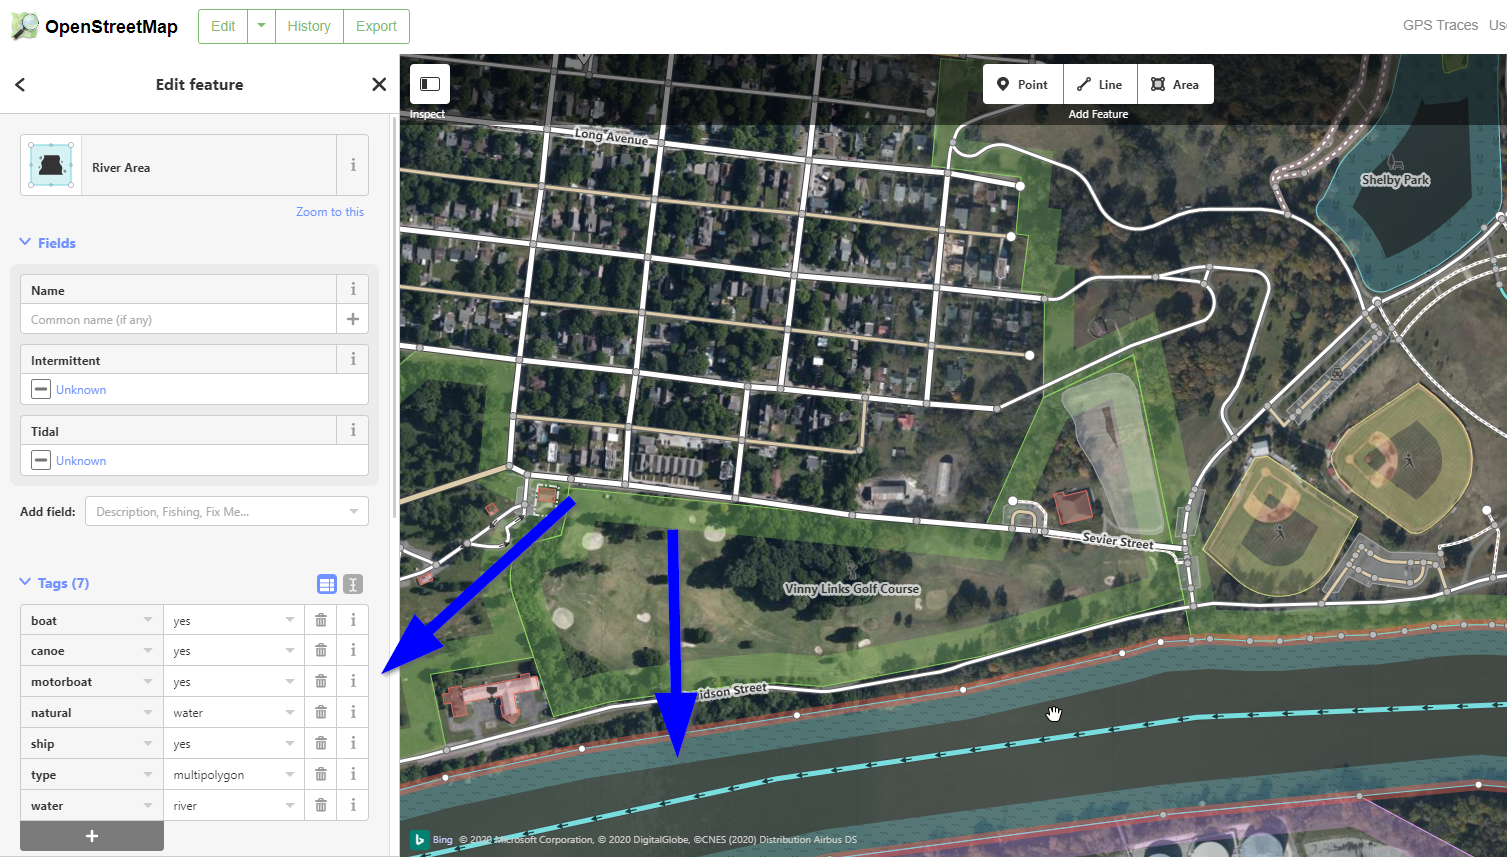 OpenStreetMap
Edit
History
Export
GPS Traces
Us
Edit feature
River Area
Zoom to this
Fields
Name
Common name (if any)
Intermittent
Unknown
Tidal
Unknown
Add field:
Description, Fishing, Fix Me...
Tags (7)
boat yes
canoe yes
motorboat yes
natural water
ship yes
type multipolygon
water river
+
Inspect
Point
Line
Area
Add Feature
Long Avenue
Shelby Park
Sevier Street
Vinny Links Golf Course
idson Street
Bing © 2020 Microsoft Corporation, © 2020 DigitalGlobe, ©CNES (2020) Distribution Airbus DS